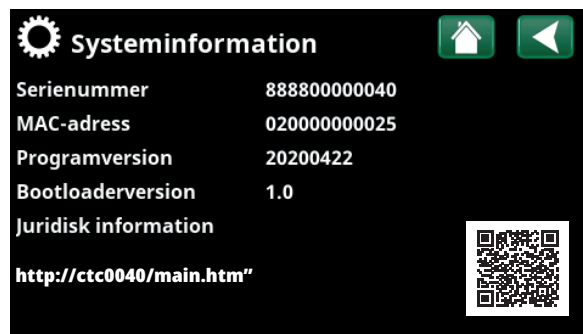 Systeminformation
Serienummer 888800000040
MAC-adress 020000000025
Programversion 20200422
Bootloaderversion 1.0
Juridisk information
http://ctc0040/main.htm”